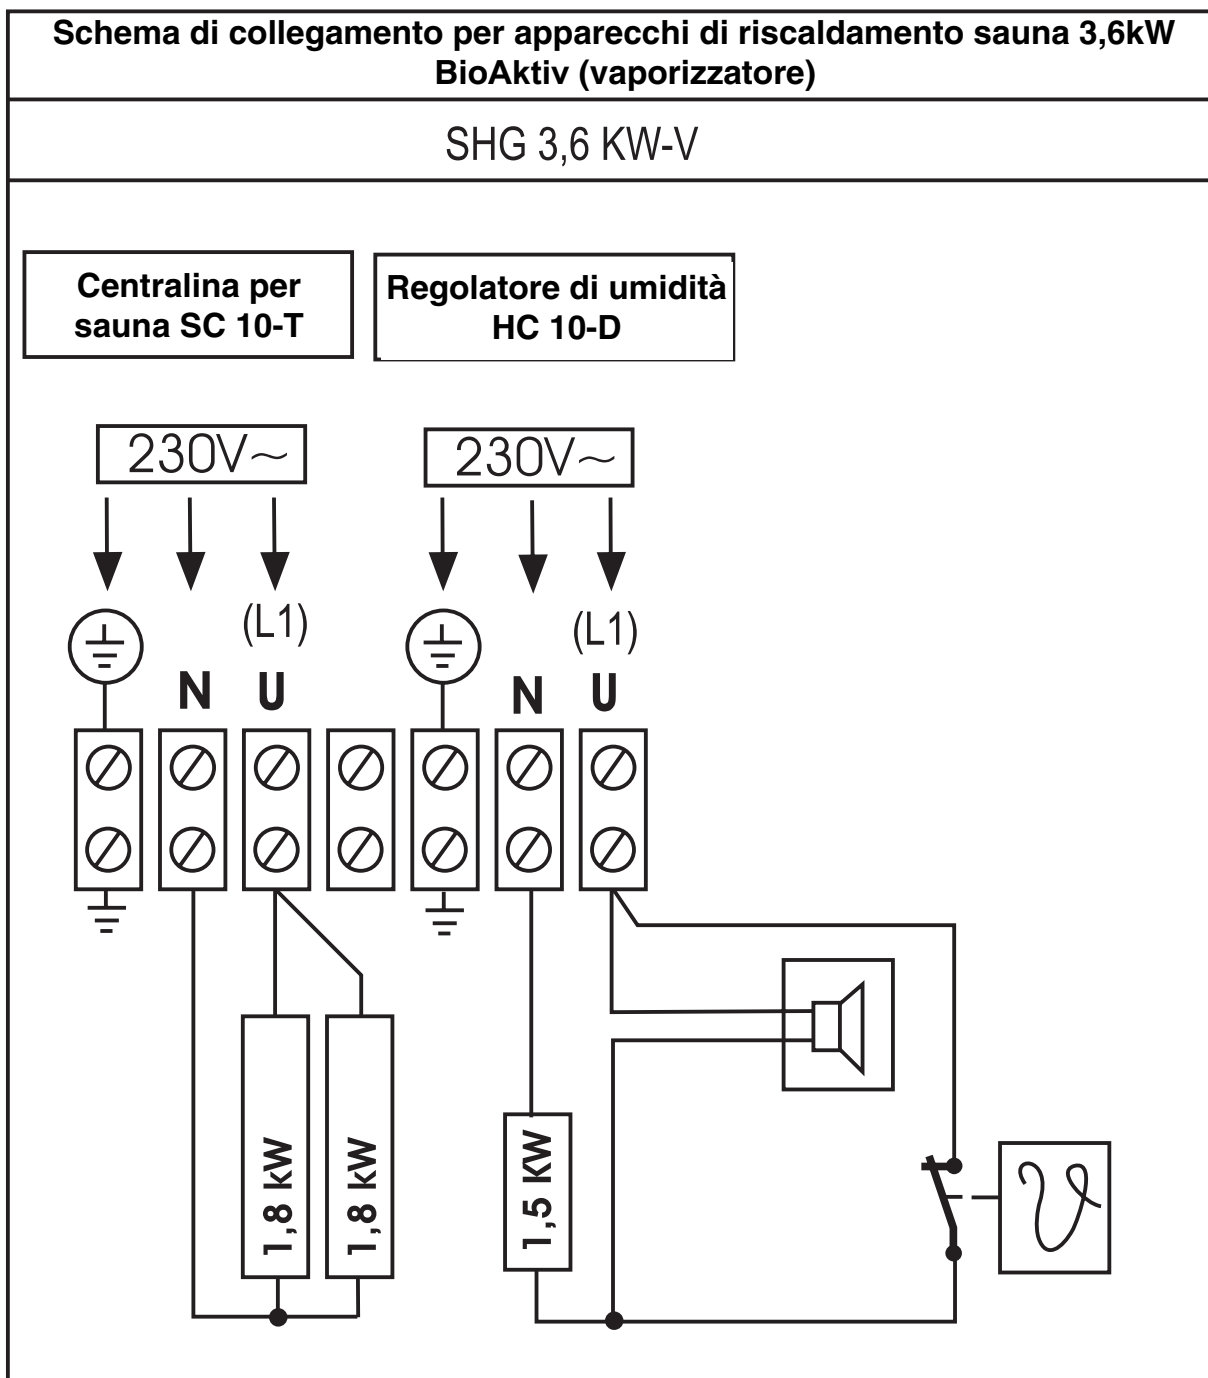 Schema di collegamento per apparecchi di riscaldamento sauna 3,6kW
BioAktiv (vaporizzatore)
SHG 3,6 KW-V
Centralina per
sauna SC 10-T
Regolatore di umidità
HC 10-D
230V~
230V~
(L1)
(L1)
N
U
N
U
1,8 kW
1,8 kW
1,5 KW
ϑ